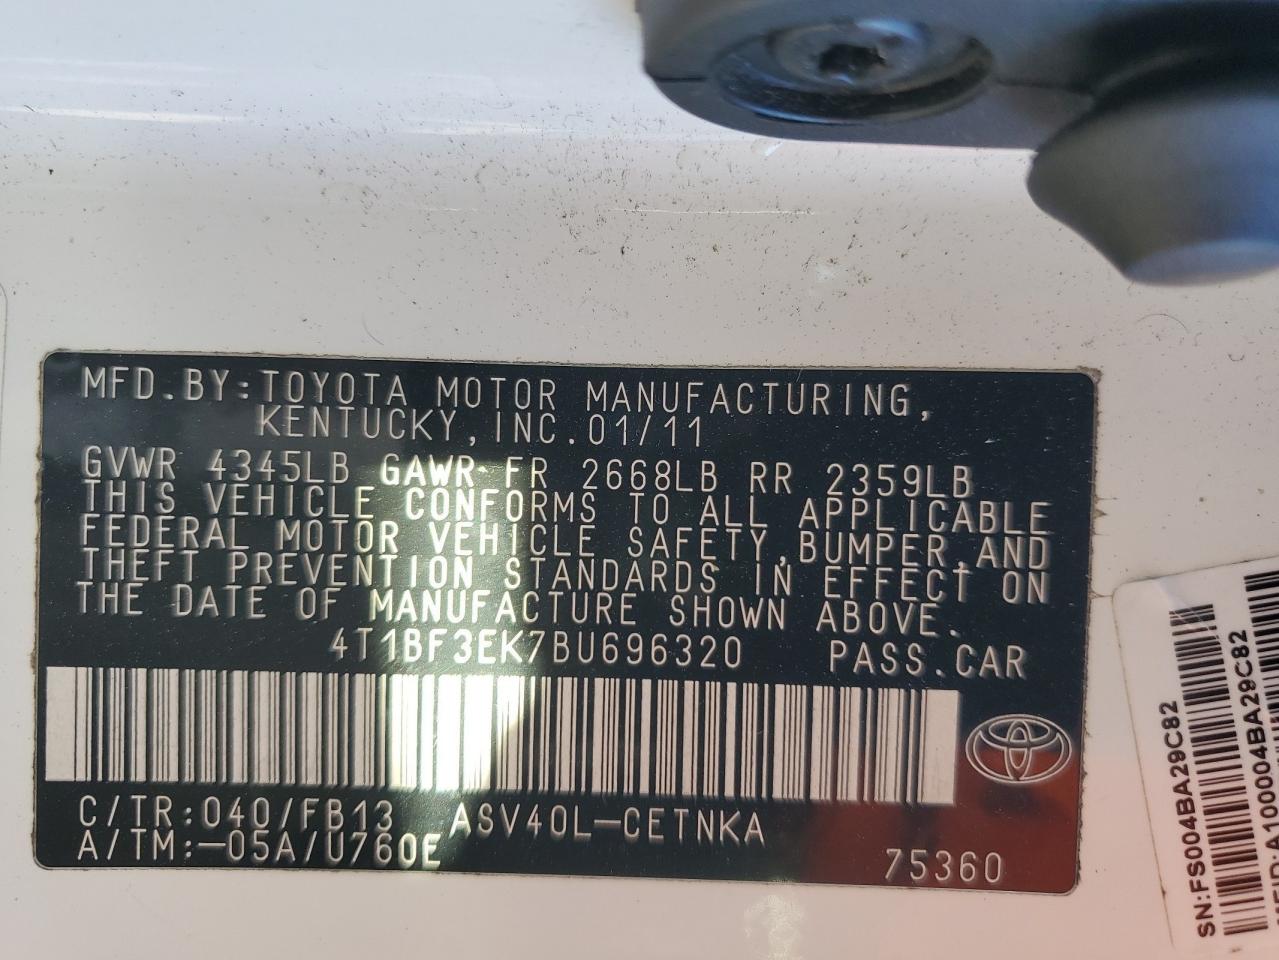 MFD.BY:TOYOTA MOTOR MANUFACTURING,
KENTUCKY,INC.01/11
GVWR 4345LB GAWR FR 2668LB RR 2359LB
THIS VEHICLE CONFORMS TO ALL APPLICABLE
FEDERAL MOTOR VEHICLE SAFETY,BUMPER,AND
THEFT PREVENTION STANDARDS IN EFFECT ON
THE DATE OF MANUFACTURE SHOWN ABOVE.
4T1BF3EK7BU696320 PASS.CAR
C/TR:040/FB13 ASV40L-CETNKA
A/TM:-05A/U760E
75360
SN:FS004BA29C82
MEID:A100004BA29C82